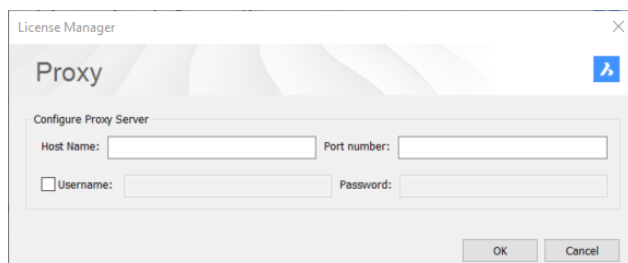 License Manager
Proxy
Configure Proxy Server
Host Name: Port number:
Username: Password:
OK Cancel